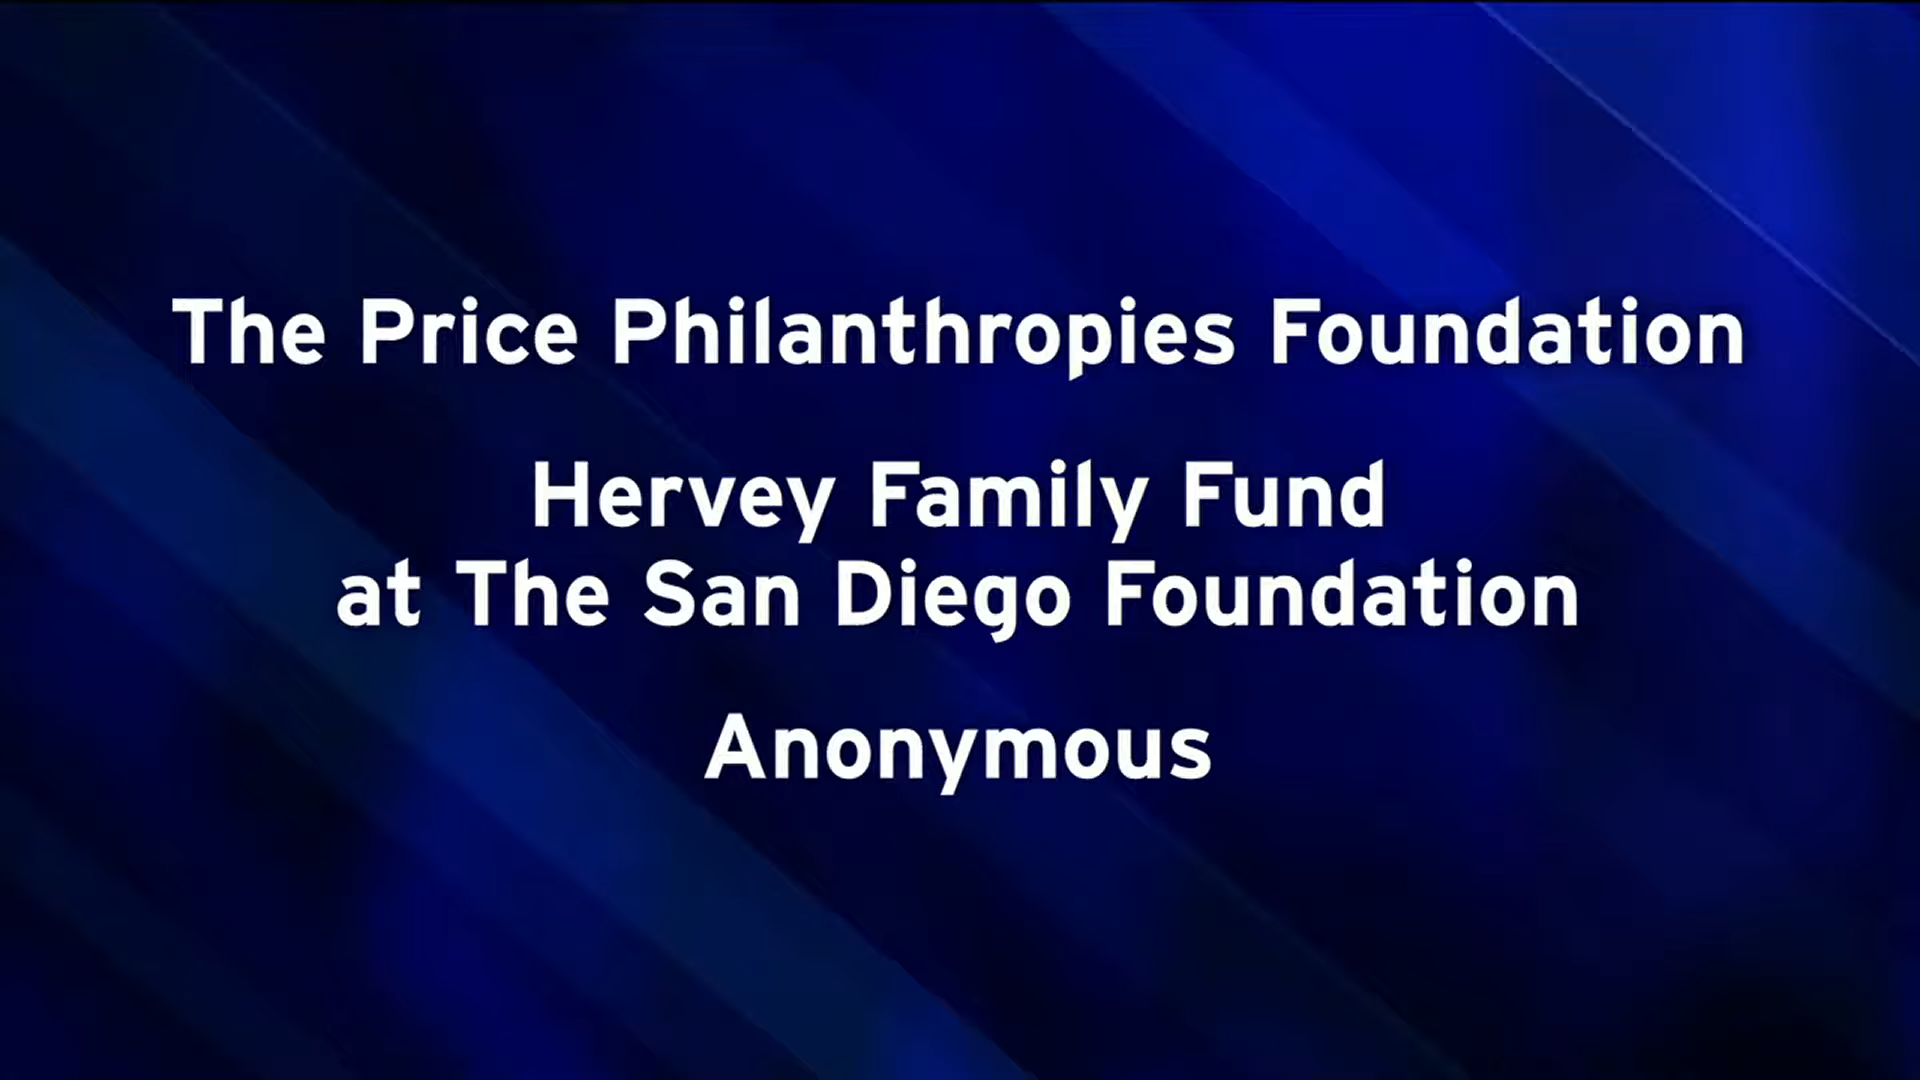 The Price Philanthropies Foundation
Hervey Family Fund
at The San Diego Foundation
Anonymous